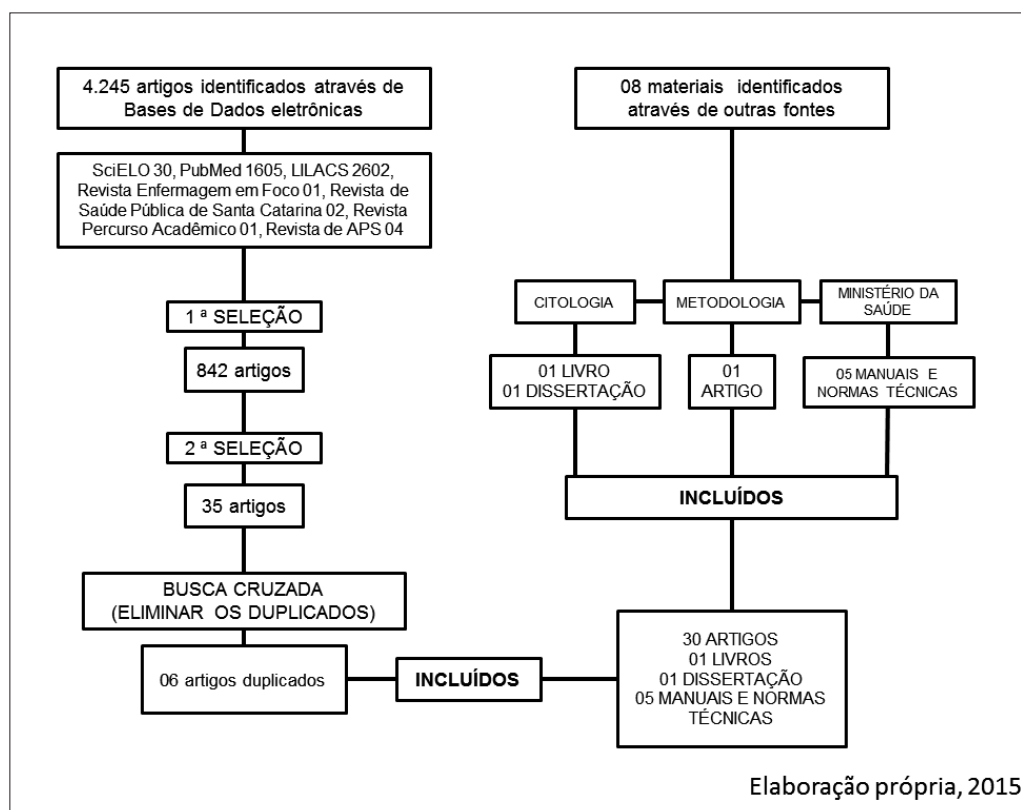 4.245 artigos identificados através de
Bases de Dados eletrônicas
SciELO 30, PubMed 1605, LILACS 2602,
Revista Enfermagem em Foco 01, Revista de
Saúde Pública de Santa Catarina 02, Revista
Percurso Acadêmico 01, Revista de APS 04
1ª SELEÇÃO
842 artigos
2ª SELEÇÃO
35 artigos
BUSCA CRUZADA
(ELIMINAR OS DUPLICADOS)
06 artigos duplicados
INCLUÍDOS
08 materiais identificados
através de outras fontes
CITOLOGIA
METODOLOGIA
MINISTÉRIO DA
SAÚDE
01 LIVRO
01 DISSERTAÇÃO
01
ARTIGO
05 MANUAIS E
NORMAS TÉCNICAS
INCLUÍDOS
30 ARTIGOS
01 LIVROS
01 DISSERTAÇÃO
05 MANUAIS E NORMAS
TÉCNICAS
Elaboração própria, 2015